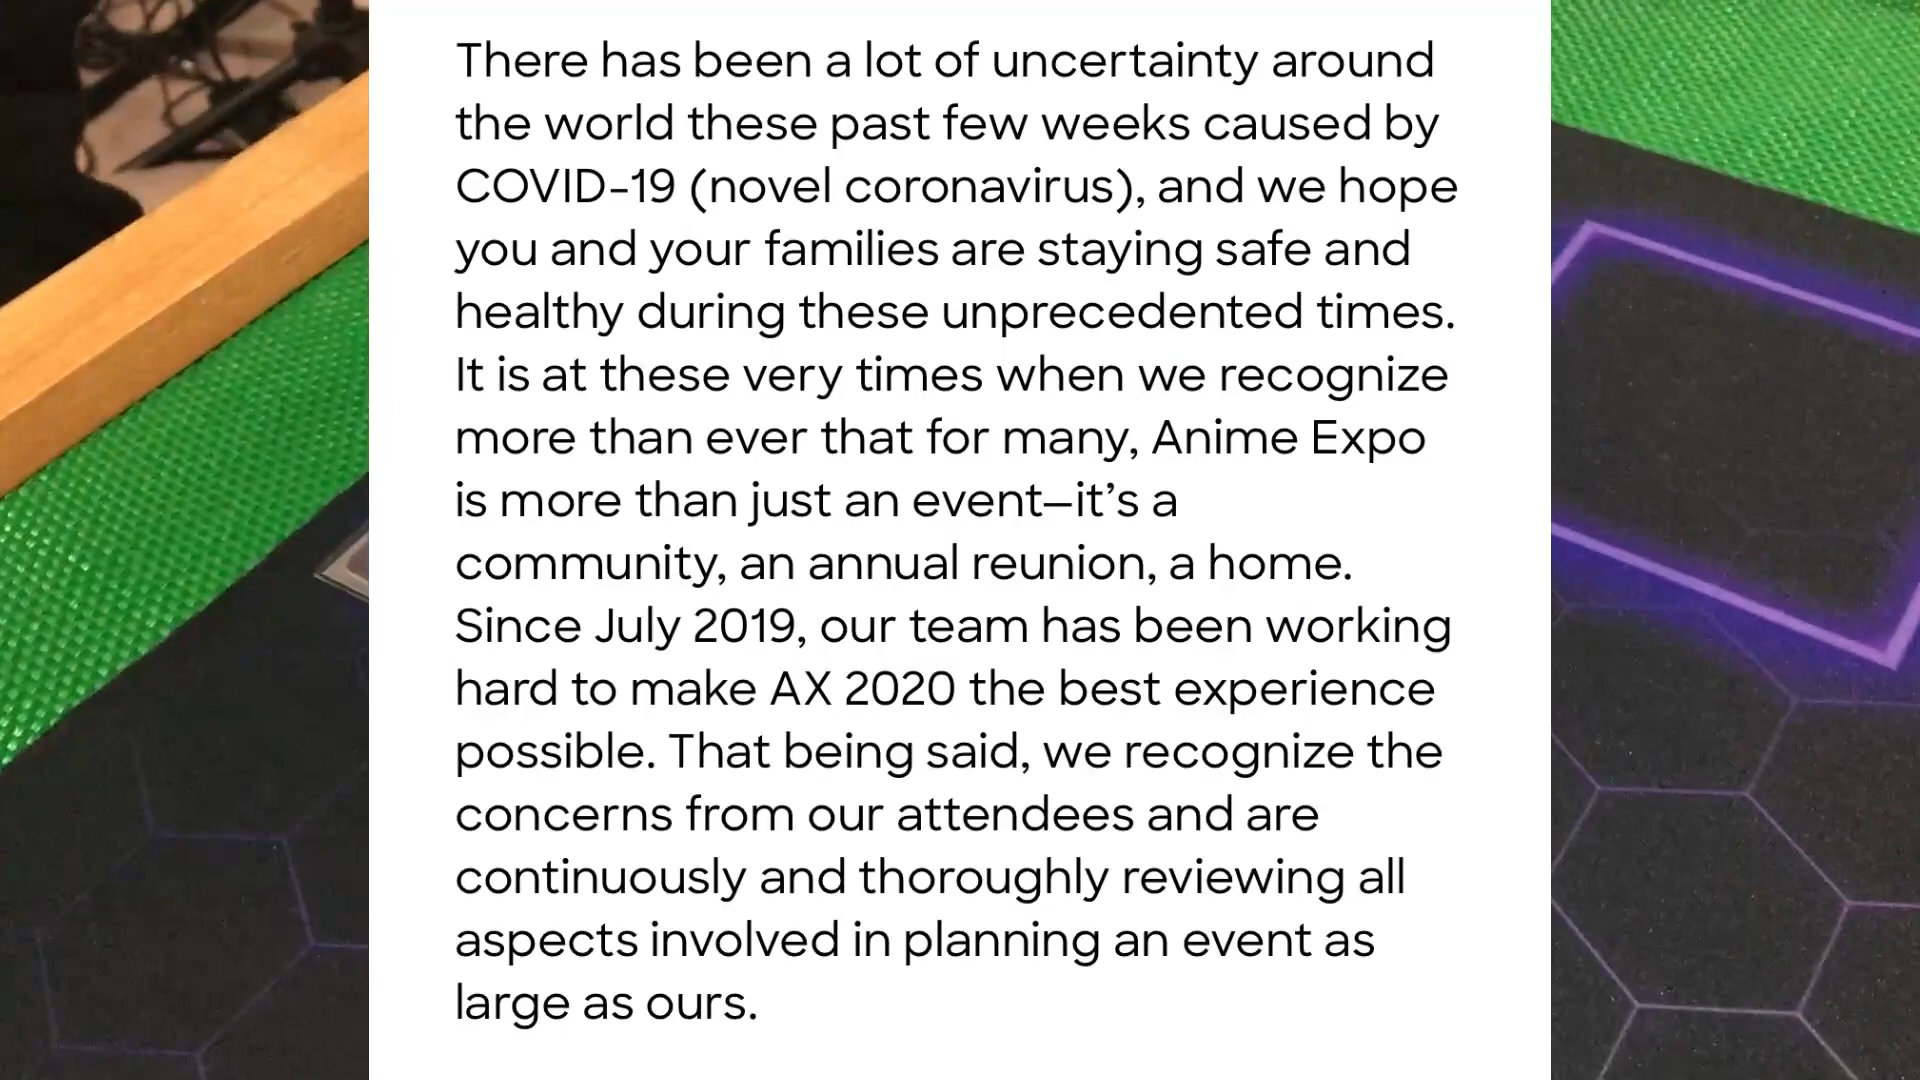 There has been a lot of uncertainty around
the world these past few weeks caused by
COVID-19 (novel coronavirus), and we hope
you and your families are staying safe and
healthy during these unprecedented times.
It is at these very times when we recognize
more than ever that for many, Anime Expo
is more than just an event—it’s a
community, an annual reunion, a home.
Since July 2019, our team has been working
hard to make AX 2020 the best experience
possible. That being said, we recognize the
concerns from our attendees and are
continuously and thoroughly reviewing all
aspects involved in planning an event as
large as ours.